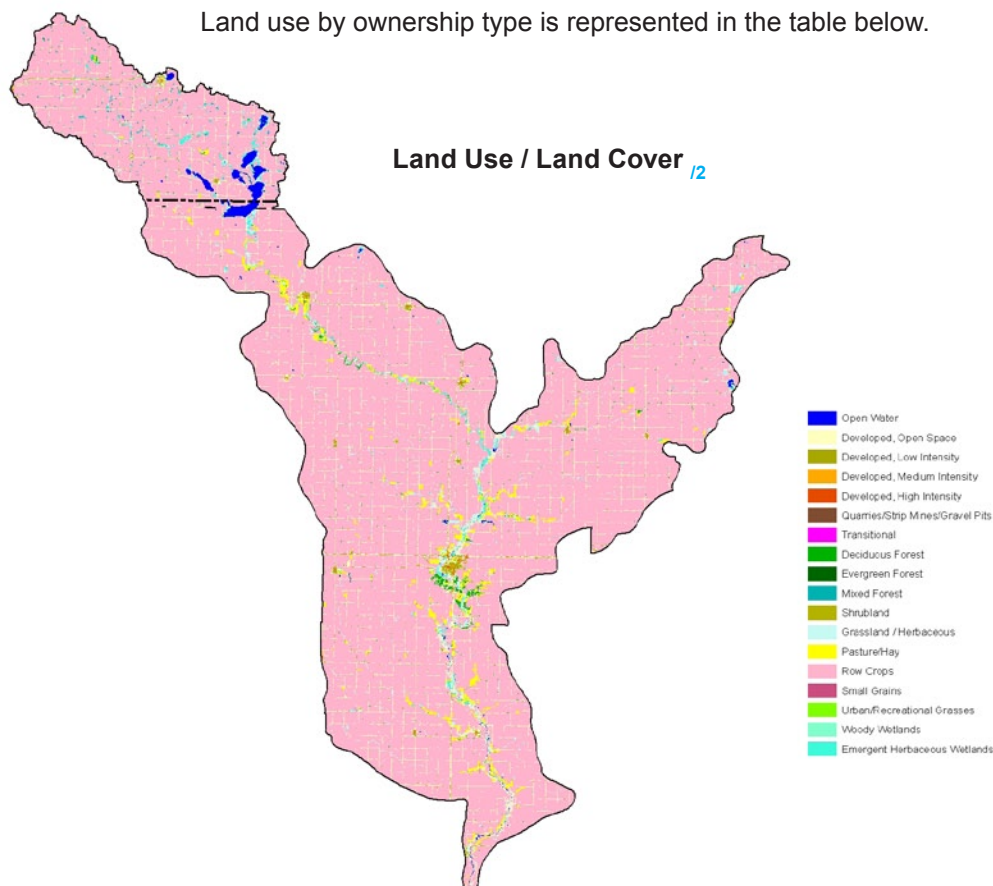 Land use by ownership type is represented in the table below.
Land Use / Land Cover /2
Open Water
Developed, Open Space
Developed, Low Intensity
Developed, Medium Intensity
Developed, High Intensity
Quarries/Strip Mines/Gravel Pits
Transitional
Deciducus Forest
Evergreen Forest
Mixed Forest
Shrubland
Grassland / Herbaceous
Pasture/Hay
Row Crops
Small Grains
Urban/Recreational Grasses
Woody Wetlands
Emergent Herbaceous Wetlands